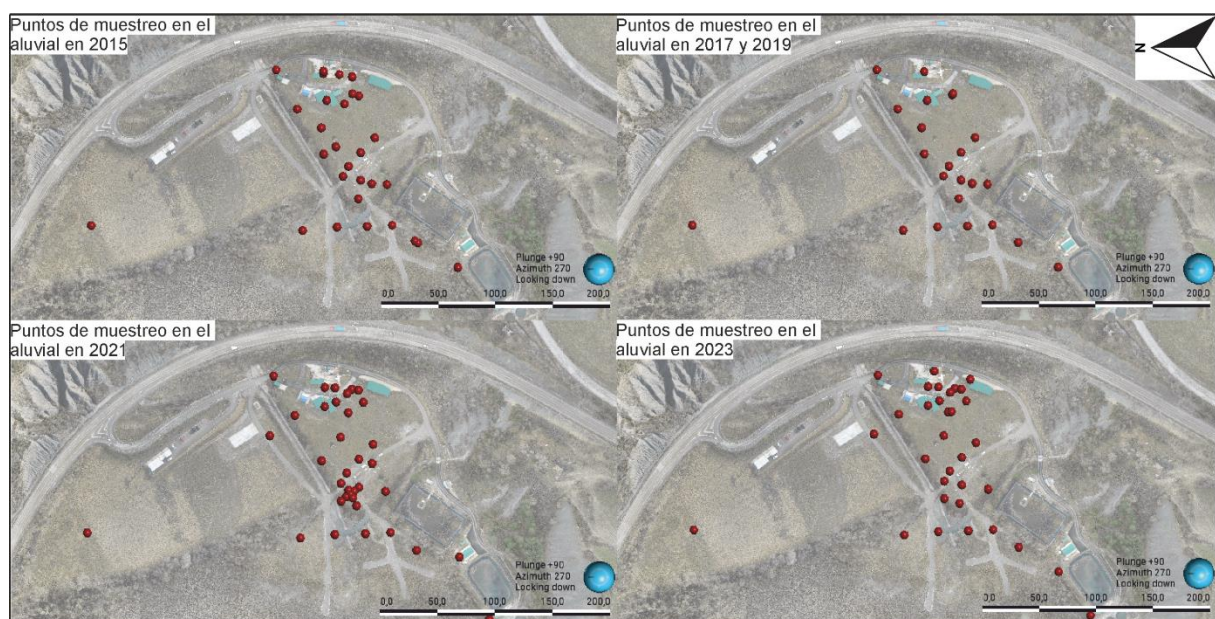 Puntos de muestreo en el
aluvial en 2015
Plunge +90
Azimuth 270
Looking down
0,0 50,0 100,0 150,0 200,0
Puntos de muestreo en el
aluvial en 2017 y 2019
N
Plunge +90
Azimuth 270
Looking down
0,0 50,0 100,0 150,0 200,0
Puntos de muestreo en el
aluvial en 2021
Plunge +90
Azimuth 270
Looking down
0,0 50,0 100,0 150,0 200,0
Puntos de muestreo en el
aluvial en 2023
Plunge +90
Azimuth 270
Looking down
0,0 50,0 100,0 150,0 200,0